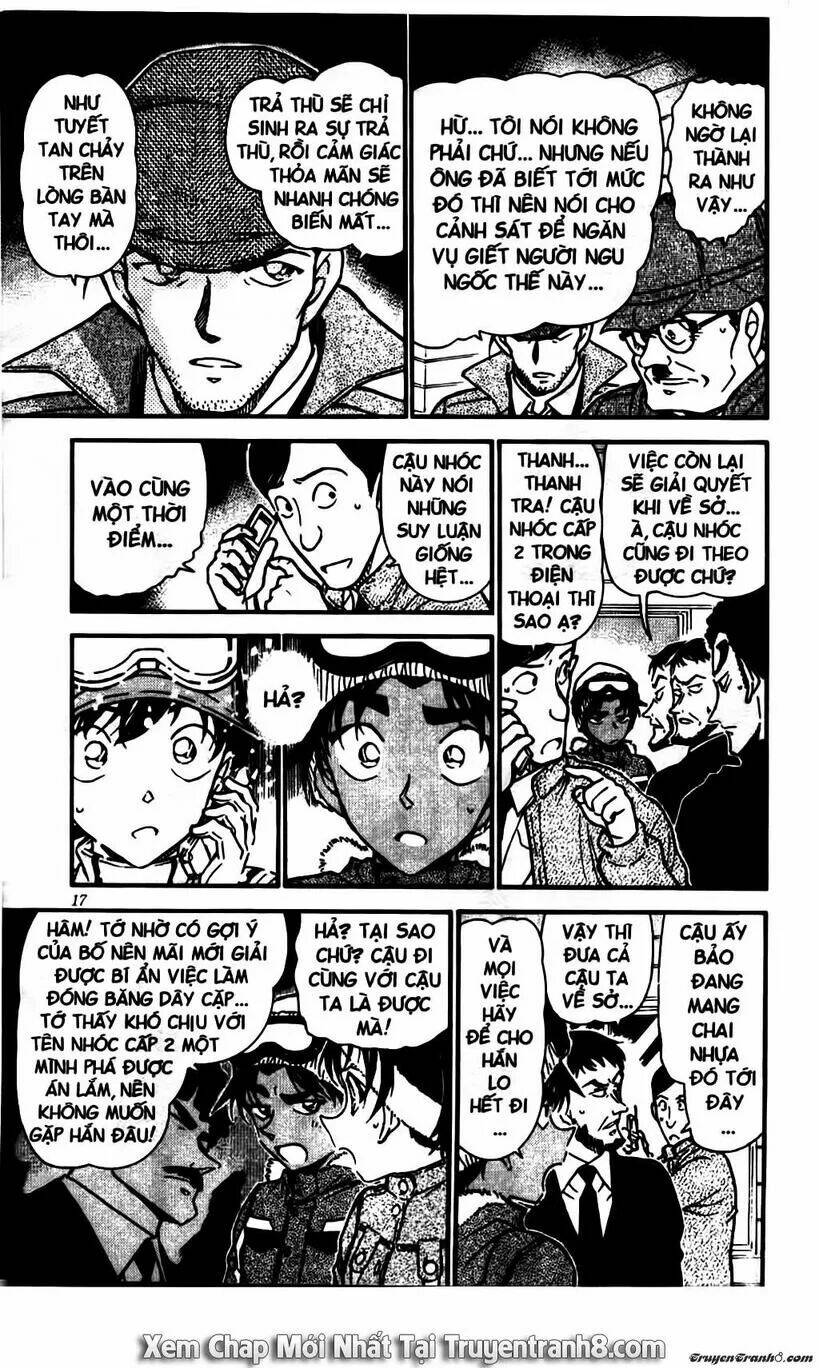 KHÔNG
NGỜ LẠI
THÀNH
RA NHƯ
VẬY...
HỪ... TÔI NÓI KHÔNG
PHẢI CHỨ... NHƯNG NẾU
ÔNG ĐÃ BIẾT TỚI MỨC
ĐÓ THÌ NÊN NÓI CHO
CẢNH SÁT ĐỂ NGĂN
VỤ GIẾT NGƯỜI NGU
NGỐC THẾ NÀY...
TRẢ THÙ SẼ CHỈ
SINH RA SỰ TRẢ
THÙ, RỒI CẢM GIÁC
THỎA MÃN SẼ
NHANH CHÓNG
BIẾN MẤT...
NHƯ
TUYẾT
TAN CHẢY
TRÊN
LÒNG BÀN
TAY MÀ
THÔI...
VIỆC CÒN LẠI
SẼ GIẢI QUYẾT
KHI VỀ SỞ...
À, CẬU NHÓC
CŨNG ĐI THEO
ĐƯỢC CHỨ?
THANH...
THANH
TRA! CẬU
NHÓC CẤP
2 TRONG
ĐIỆN
THOẠI THÌ
SAO Ạ?
CẬU NHÓC
NÀY NÓI
NHỮNG
SUY LUẬN
GIỐNG
HỆT...
VÀO CÙNG
MỘT THỜI
ĐIỂM...
HẢ?
17
CẬU ẤY
BẢO
ĐANG
MANG
CHAI
NHỰA
ĐÓ TỚI
ĐÂY
...
VẬY THÌ
ĐƯA CẢ
CẬU TA
VỀ SỞ...
VÀ
MỌI
VIỆC
HÃY
ĐỂ CHO
HẮN
LO
HẾT ĐI
...
HẢ? TẠI SAO
CHỨ? CẬU ĐI
CÙNG VỚI CẬU
TA LÀ ĐƯỢC
MÀ!
HÂM! TỚ NHỜ CÓ GỢI Ý
CỦA BỐ NÊN MÃI MỚI GIẢI
ĐƯỢC BÍ ẨN VIỆC LÀM
ĐÓNG BĂNG DÂY CẶP...
TỚ THẤY KHÓ CHỊU VỚI
TÊN NHÓC CẤP 2 MỘT
MÌNH PHÁ ĐƯỢC
ÁN LẮM, NÊN
KHÔNG MUỐN
GẶP HẮN ĐÂU!
Xem Chap Mới Nhất Tại Truyentranh8.com
TruyenTranh8.com